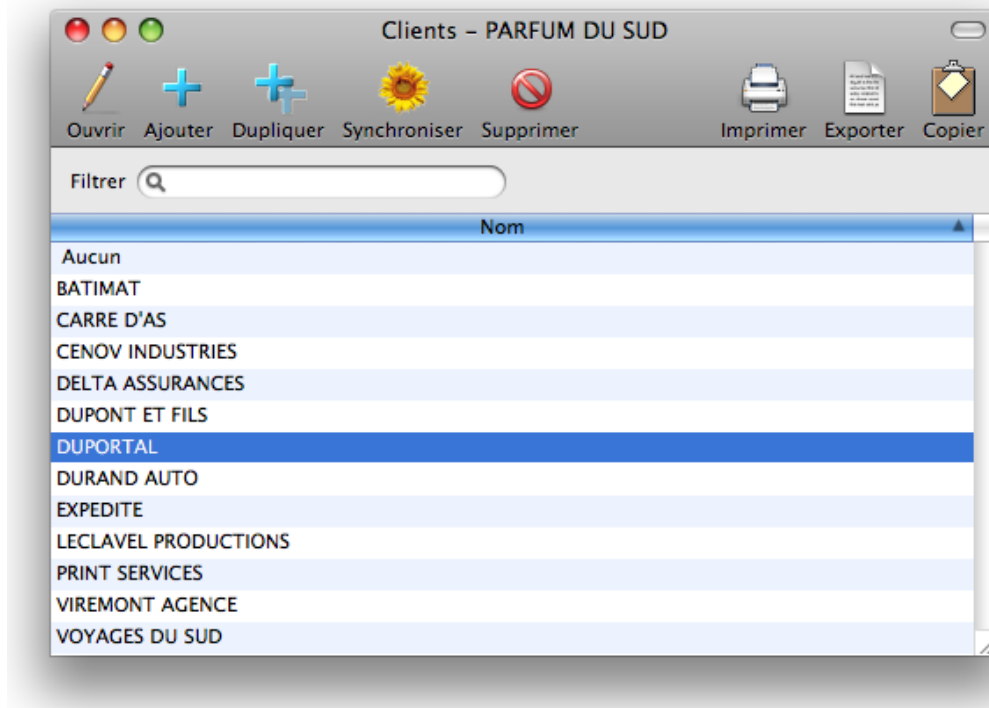 Clients – PARFUM DU SUD
Ouvrir Ajouter Dupliquer Synchroniser Supprimer Imprimer Exporter Copier
Filtrer
Nom
Aucun
BATIMAT
CARRE D'AS
CENOV INDUSTRIES
DELTA ASSURANCES
DUPONT ET FILS
DUPORTAL
DURAND AUTO
EXPEDITE
LECLAVEL PRODUCTIONS
PRINT SERVICES
VIREMONT AGENCE
VOYAGES DU SUD